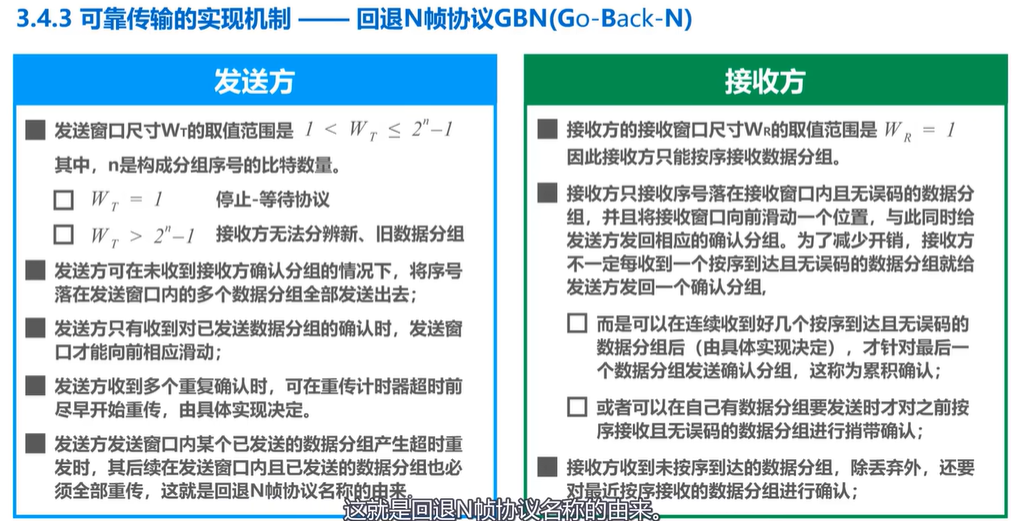 3.4.3 可靠传输的实现机制 —— 回退N帧协议GBN(Go-Back-N)
发送方
发送窗口尺寸WT的取值范围是 1 < WT ≤ 2^n–1
其中，n是构成分组序号的比特数量。
WT = 1 停止-等待协议
WT > 2^n–1 接收方无法分辨新、旧数据分组
发送方可在未收到接收方确认分组的情况下，将序号
落在发送窗口内的多个数据分组全部发送出去；
发送方只有收到对已发送数据分组的确认时，发送窗
口才能向前相应滑动；
发送方收到多个重复确认时，可在重传计时器超时前
尽早开始重传，由具体实现决定。
发送方发送窗口内某个已发送的数据分组产生超时重
发时，其后续在发送窗口内且已发送的数据分组也必
须全部重传，这就是回退N帧协议名称的由来。
接收方
接收方的接收窗口尺寸WR的取值范围是 WR = 1
因此接收方只能按序接收数据分组。
接收方只接收序号落在接收窗口内且无误码的数据分
组，并且将接收窗口向前滑动一个位置，与此同时给
发送方发回相应的确认分组。为了减少开销，接收方
不一定每收到一个按序到达且无误码的数据分组就给
发送方发回一个确认分组,
而是可以在连续收到好几个按序到达且无误码的
数据分组后（由具体实现决定），才针对最后一
个数据分组发送确认分组，这称为累积确认；
或者可以在自己有数据分组要发送时才对之前按
序接收且无误码的数据分组进行捎带确认；
接收方收到未按序到达的数据分组，除丢弃外，还要
对最近按序接收的数据分组进行确认；
这就是回退N帧协议名称的由来。